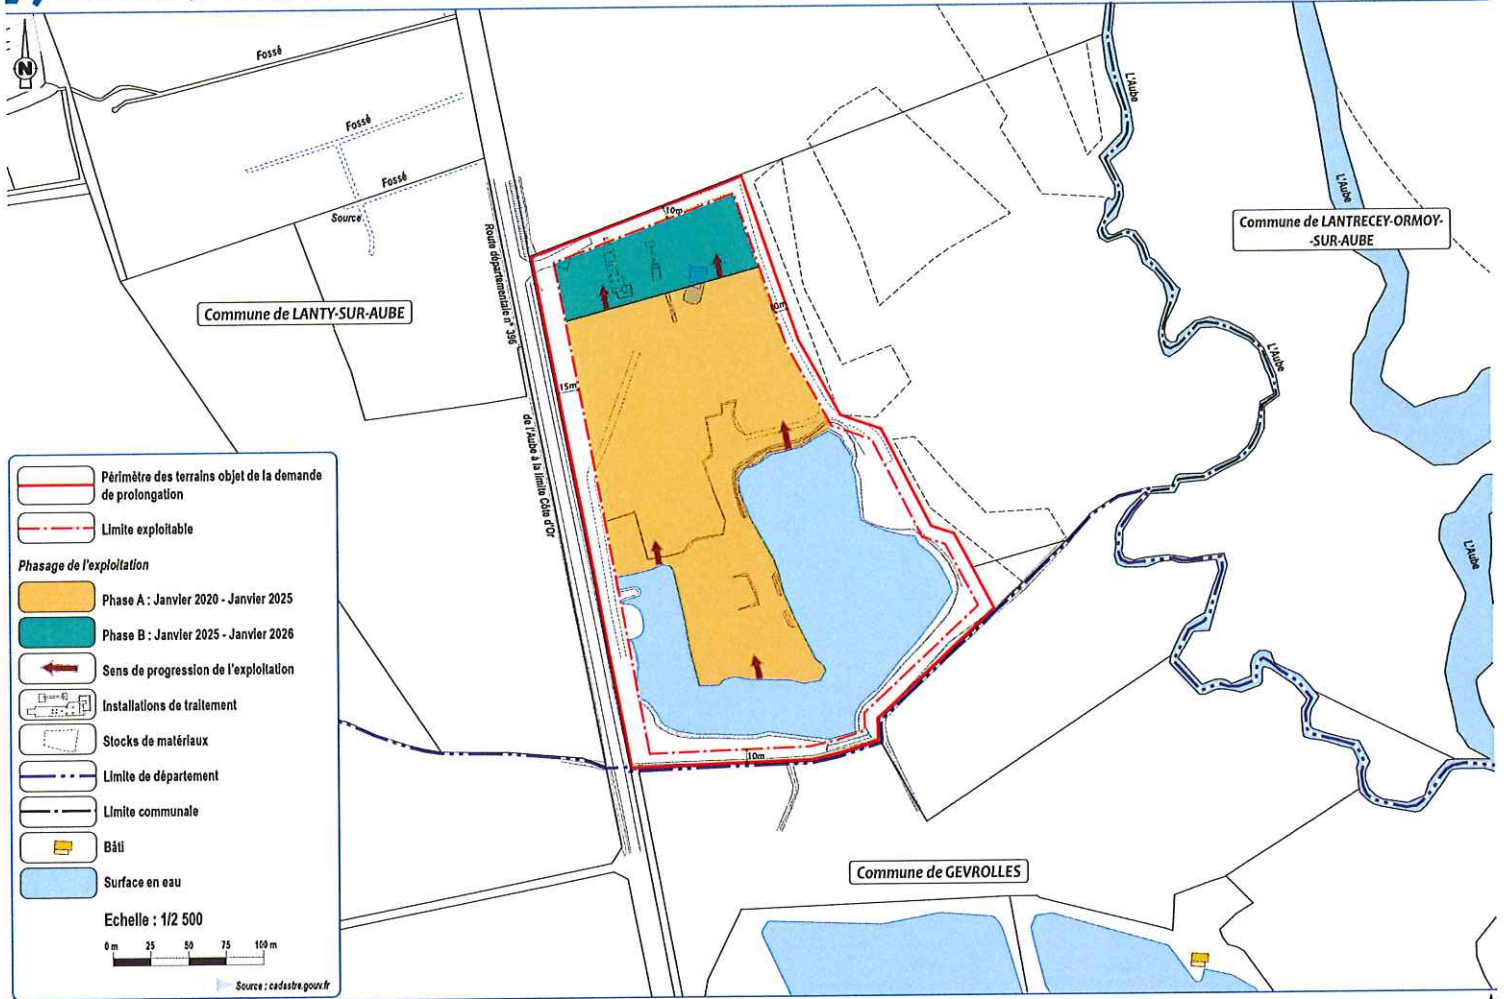 N
Fossé
Fossé
Fossé
Source
L'Aube
L'Aube
L'Aube
L'Aube
Commune de LANTRECEY-ORMOY-
-SUR-AUBE
Commune de LANTY-SUR-AUBE
Route départementale n° 396
de l'Aube à la limite Côte d'Or
10m
10m
15m
10m
Commune de GEVROLLES
Périmètre des terrains objet de la demande
de prolongation
Limite exploitable
Phasage de l'exploitation
Phase A : Janvier 2020 - Janvier 2025
Phase B : Janvier 2025 - Janvier 2026
Sens de progression de l'exploitation
Installations de traitement
Stocks de matériaux
Limite de département
Limite communale
Bâti
Surface en eau
Echelle : 1/2 500
0 m 25 50 75 100 m
Source : cadastre.gouv.fr